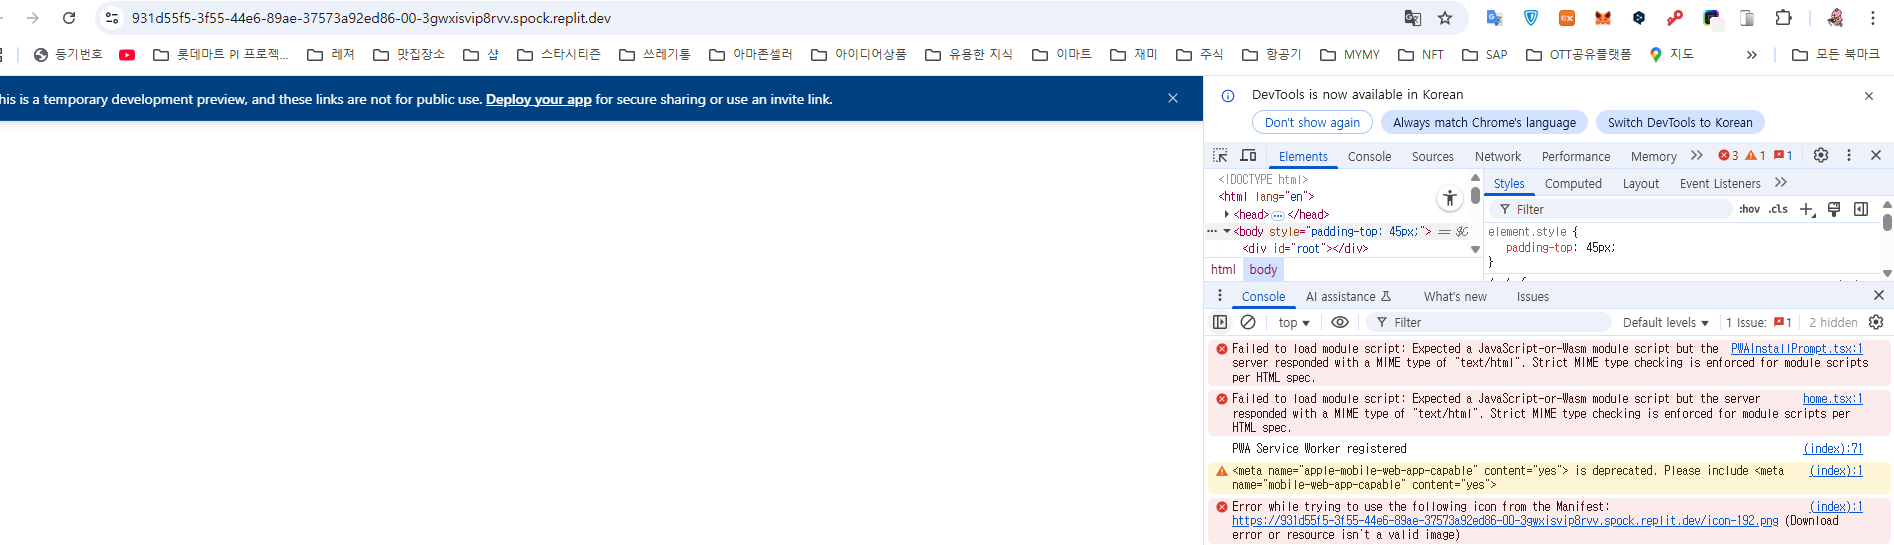 931d55f5-3f55-44e6-89ae-37573a92ed86-00-3gwxisvip8rvv.spock.replit.dev
등기번호 롯데마트 PI 프로젝... 레져 맛집장소 샵 스타시티즌 쓰레기통 아마존셀러 아이디어상품 유용한 지식 이마트 재미 주식 항공기 MYMY NFT SAP OTT공유플랫폼 지도 » 모든 북마크
his is a temporary development preview, and these links are not for public use. Deploy your app for secure sharing or use an invite link.
DevTools is now available in Korean
Don't show again Always match Chrome's language Switch DevTools to Korean
Elements Console Sources Network Performance Memory » 3 1 1
<!DOCTYPE html>
<html lang="en">
<head> ... </head>
... <body style="padding-top: 45px;"> == $0
<div id="root"></div>
html body
Styles Computed Layout Event Listeners »
Filter :hov .cls
element.style {
padding-top: 45px;
}
Console AI assistance What's new Issues
top Filter Default levels 1 Issue: 1 2 hidden
Failed to load module script: Expected a JavaScript-or-Wasm module script but the PWAInstallPrompt.tsx:1
server responded with a MIME type of "text/html". Strict MIME type checking is enforced for module scripts
per HTML spec.
Failed to load module script: Expected a JavaScript-or-Wasm module script but the server home.tsx:1
responded with a MIME type of "text/html". Strict MIME type checking is enforced for module scripts per
HTML spec.
PWA Service Worker registered (index):71
<meta name="apple-mobile-web-app-capable" content="yes"> is deprecated. Please include <meta (index):1
name="mobile-web-app-capable" content="yes">
Error while trying to use the following icon from the Manifest: (index):1
https://931d55f5-3f55-44e6-89ae-37573a92ed86-00-3gwxisvip8rvv.spock.replit.dev/icon-192.png (Download
error or resource isn't a valid image)